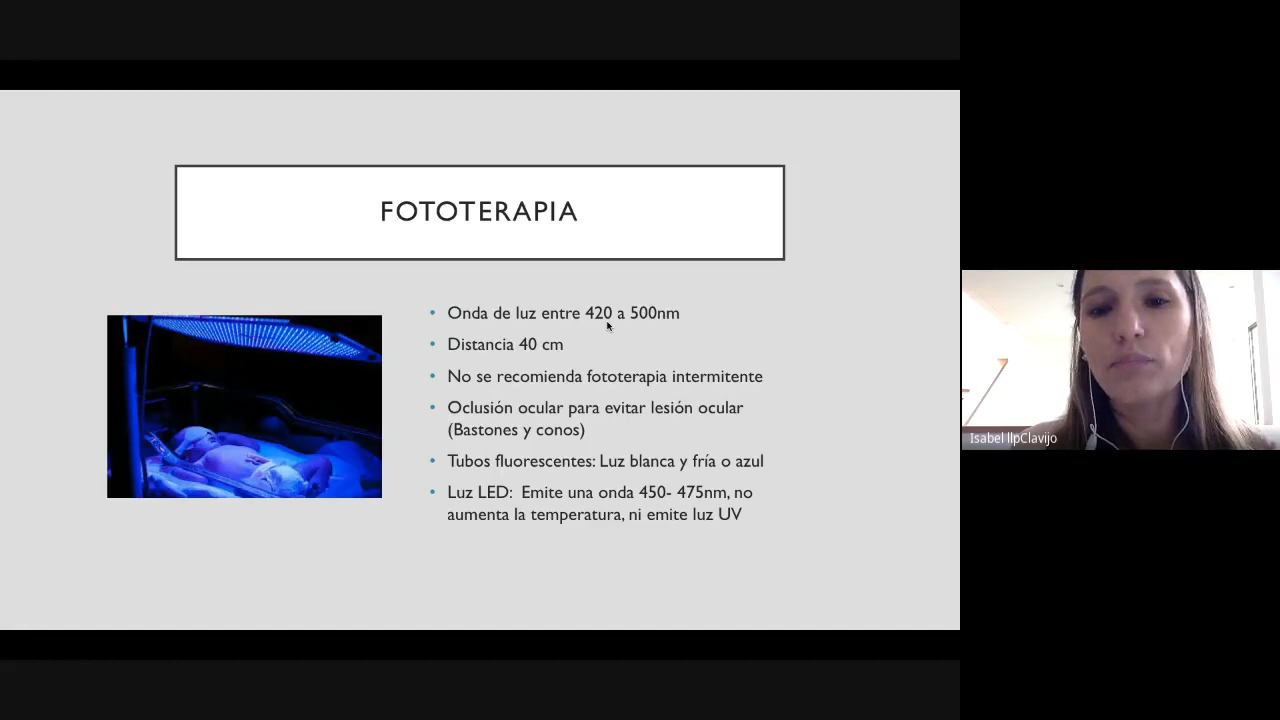 FOTOTERAPIA
• Onda de luz entre 420 a 500nm
• Distancia 40 cm
• No se recomienda fototerapia intermitente
• Oclusión ocular para evitar lesión ocular
(Bastones y conos)
• Tubos fluorescentes: Luz blanca y fría o azul
• Luz LED: Emite una onda 450- 475nm, no
aumenta la temperatura, ni emite luz UV
Isabel llpClavijo